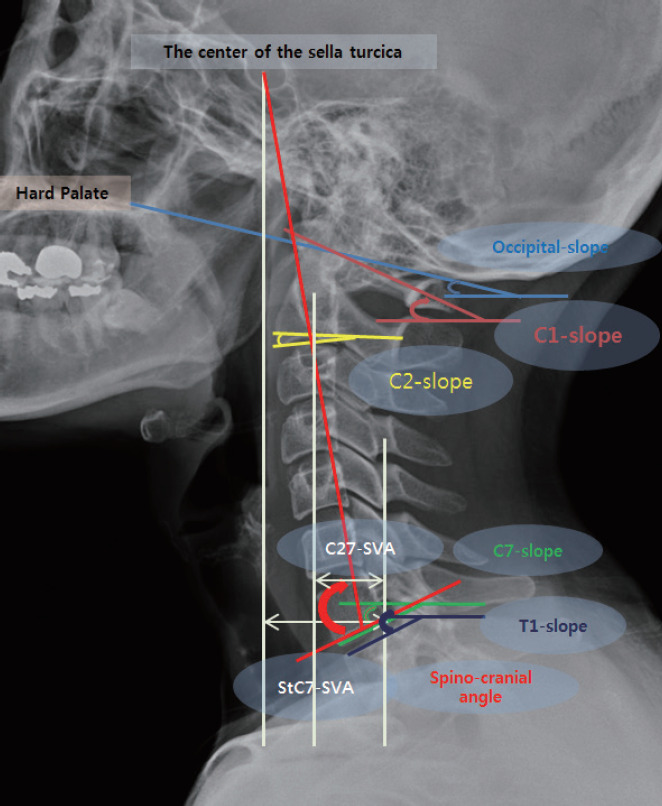 The center of the sella turcica
Hard Palate
Occipital-slope
C1-slope
C2-slope
C27-SVA
C7-slope
T1-slope
StC7-SVA
Spino-cranial
angle